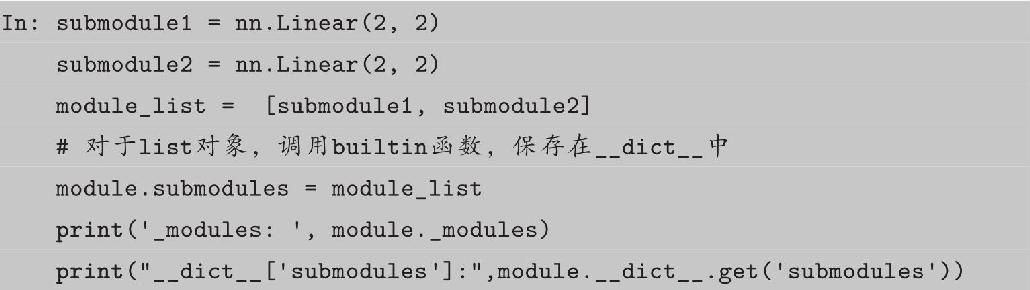 In: submodule1 = nn.Linear(2, 2)
submodule2 = nn.Linear(2, 2)
module_list =  [submodule1, submodule2]
# 对于list对象，调用builtin函数，保存在__dict__中
module.submodules = module_list
print('_modules: ', module._modules)
print("__dict__['submodules']:",module.__dict__.get('submodules'))